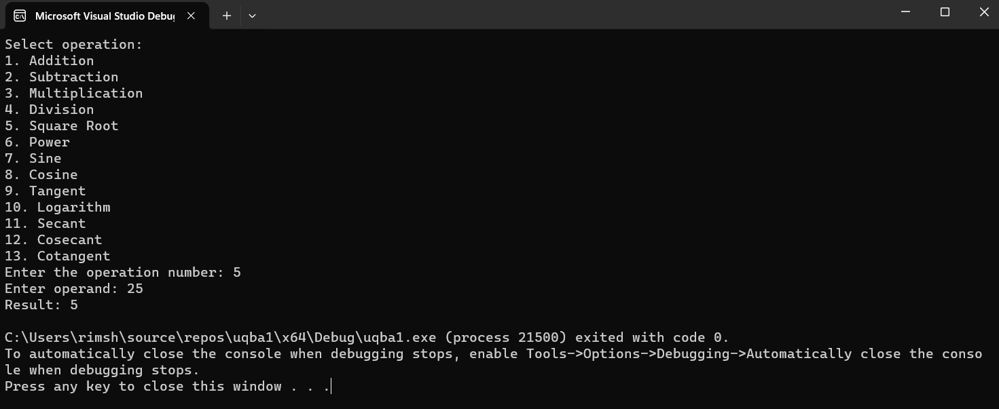 Microsoft Visual Studio Debug
Select operation:
1. Addition
2. Subtraction
3. Multiplication
4. Division
5. Square Root
6. Power
7. Sine
8. Cosine
9. Tangent
10. Logarithm
11. Secant
12. Cosecant
13. Cotangent
Enter the operation number: 5
Enter operand: 25
Result: 5
C:\Users\rimsh\source\repos\uqba1\x64\Debug\uqba1.exe (process 21500) exited with code 0.
To automatically close the console when debugging stops, enable Tools->Options->Debugging->Automatically close the conso
le when debugging stops.
Press any key to close this window . . .